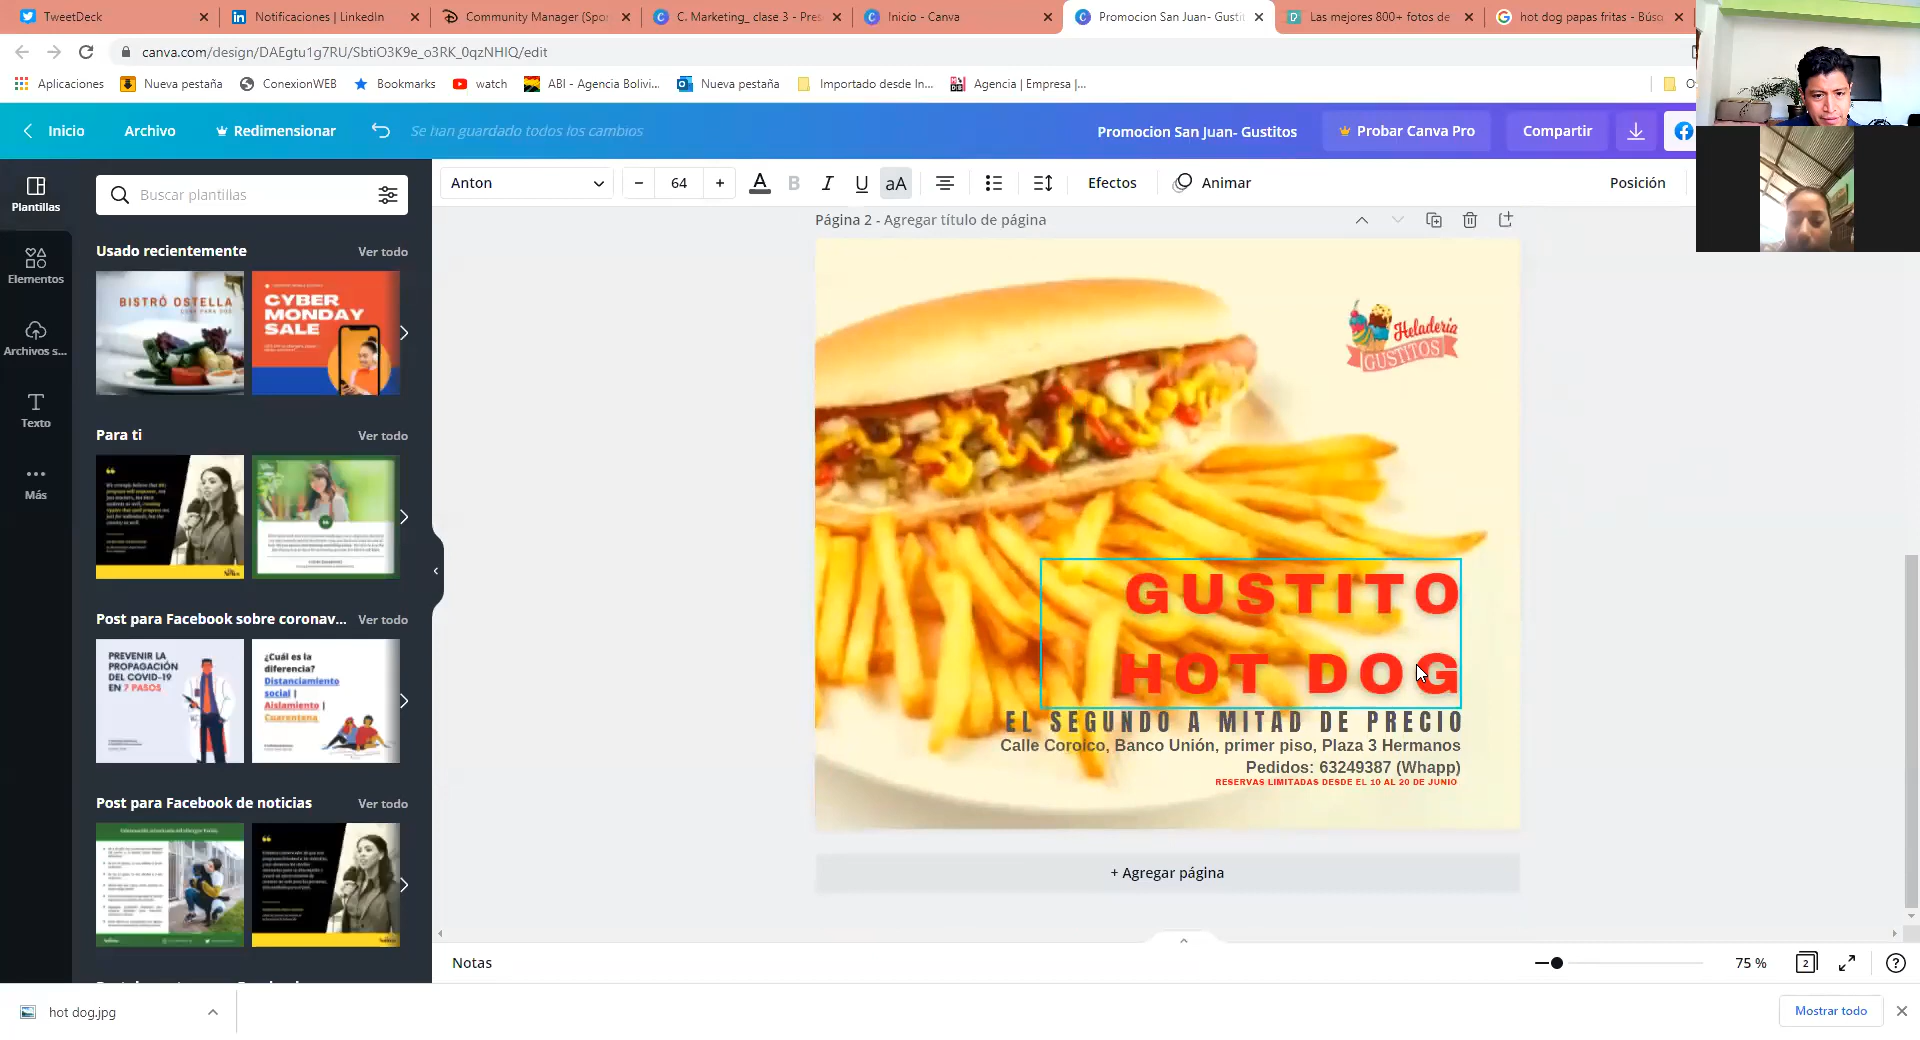 TweetDeck
Notificaciones | LinkedIn
Community Manager (Spo
C. Marketing_ clase 3 - Pres
Inicio - Canva
Promocion San Juan- Gusti
Las mejores 800+ fotos de
hot dog papas fritas - Bús
canva.com/design/DAEgtu1g7RU/SbtiO3K9e_o3RK_0qzNHIQ/edit
Aplicaciones
Nueva pestaña
ConexionWEB
Bookmarks
watch
ABI - Agencia Bolivi...
Nueva pestaña
Importado desde In...
Agencia | Empresa |...
Inicio
Archivo
Redimensionar
Se han guardado todos los cambios
Promocion San Juan- Gustitos
Probar Canva Pro
Compartir
Plantillas
Elementos
Archivos s...
Texto
Más
Buscar plantillas
Anton
64
Efectos
Animar
Posición
Usado recientemente
Ver todo
BISTRÓ OSTELLA
CYBER
MONDAY
SALE
Para ti
Ver todo
Post para Facebook sobre coronav...
Ver todo
PREVENIR LA
PROPAGACIÓN
DEL COVID-19
EN 7 PASOS
¿Cuál es la
diferencia?
Distanciamiento
social |
Aislamiento |
Cuarentena
Post para Facebook de noticias
Ver todo
Página 2 - Agregar título de página
Heladería
GUSTITOS
GUSTITO
HOT DOG
EL SEGUNDO A MITAD DE PRECIO
Calle Coroico, Banco Unión, primer piso, Plaza 3 Hermanos
Pedidos: 63249387 (Whapp)
RESERVAS LIMITADAS DESDE EL 10 AL 20 DE JUNIO
+ Agregar página
Notas
75 %
2
hot dog.jpg
Mostrar todo